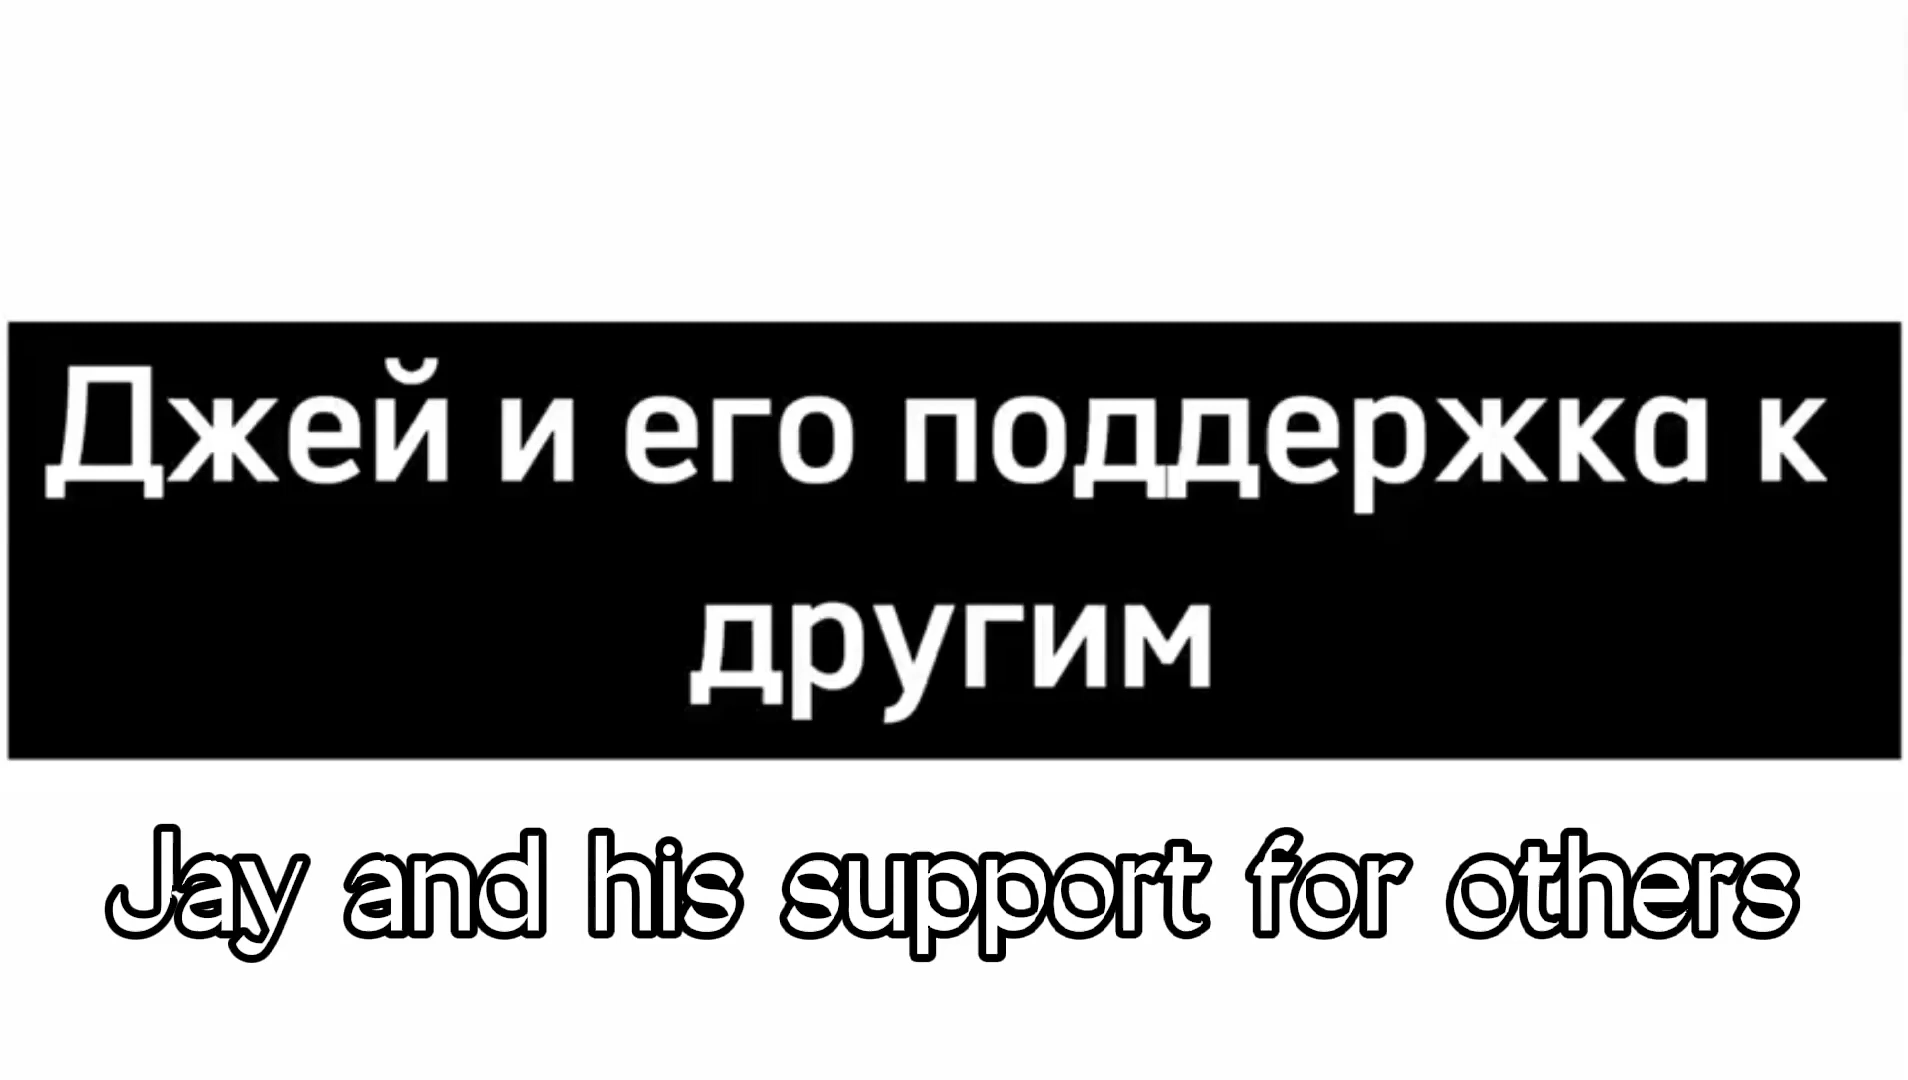 Джей и его поддержка к
другим
Jay and his support for others